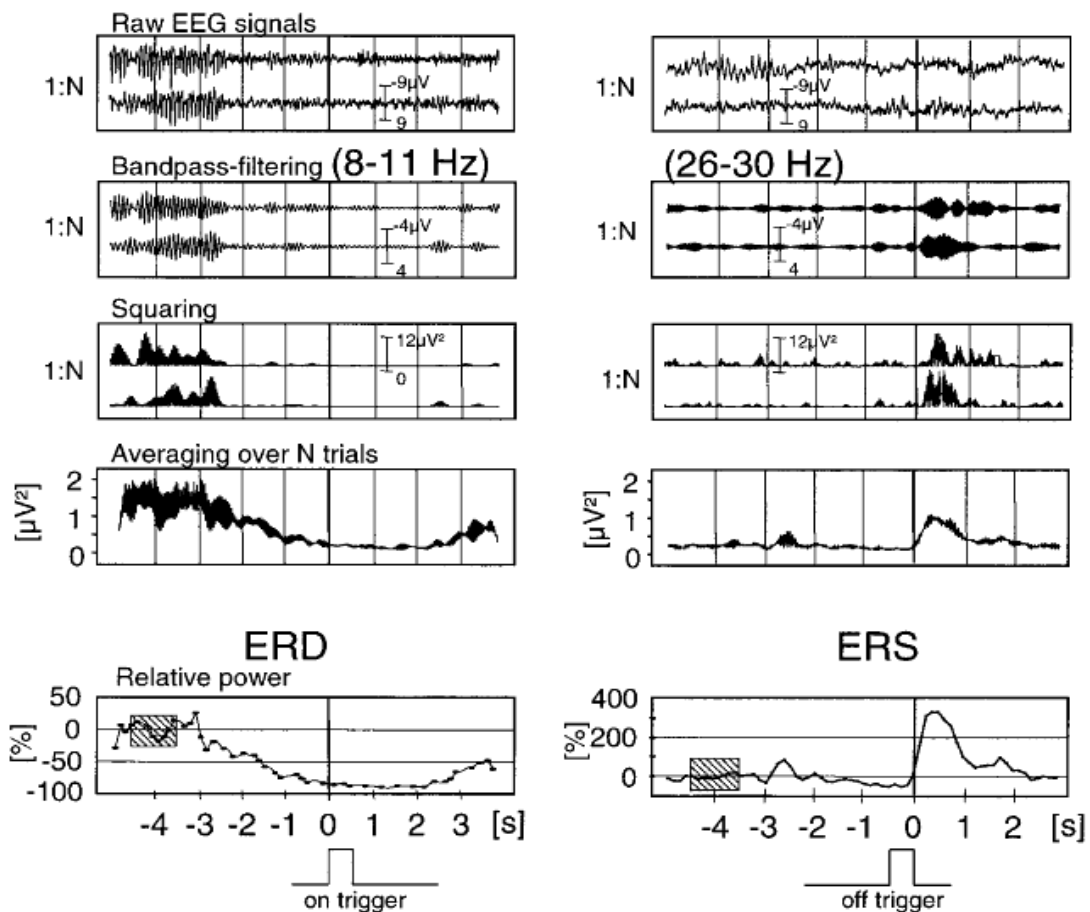 Raw EEG signals
1:N
-9µV
9
1:N
-9µV
9
Bandpass-filtering (8-11 Hz)
(26-30 Hz)
1:N
-4µV
4
1:N
-4µV
4
Squaring
1:N
12µV²
0
1:N
12µV²
Averaging over N trials
[µV²]
2
1
0
[µV²]
2
1
0
ERD
ERS
Relative power
[%]
50
0
-50
-100
-4 -3 -2 -1 0 1 2 3 [s]
on trigger
[%]
400
200
0
-4 -3 -2 -1 0 1 2 [s]
off trigger